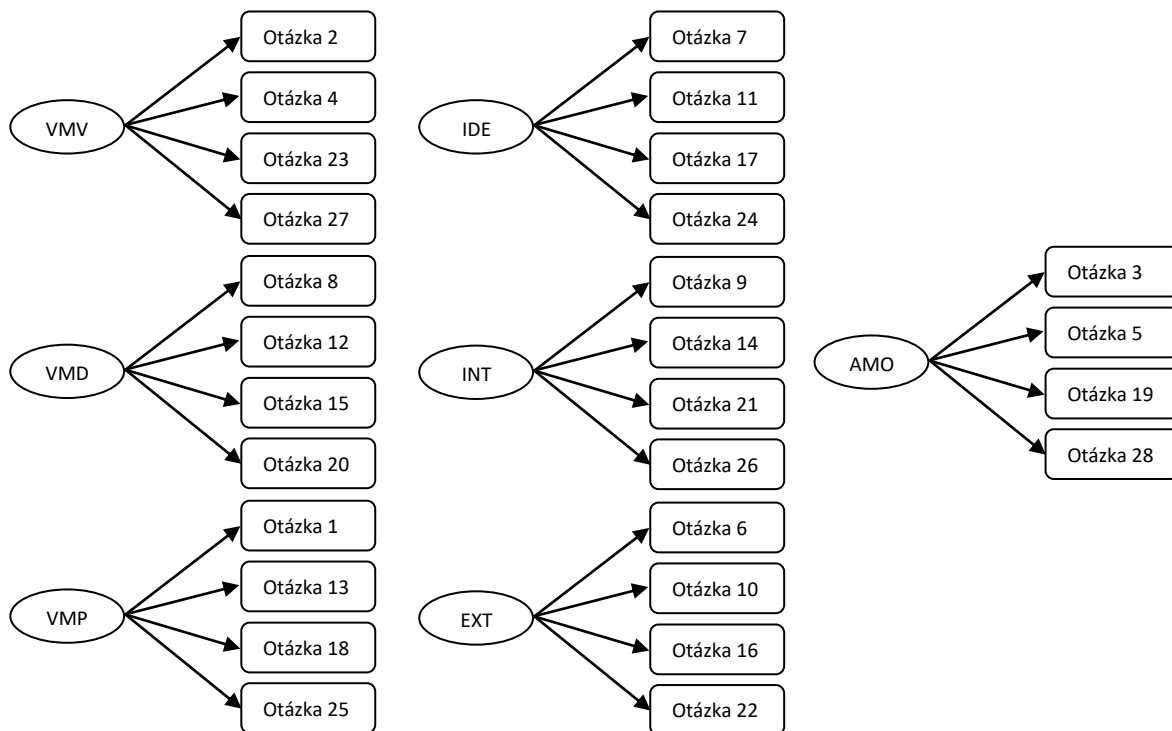 VMV
Otázka 2
Otázka 4
Otázka 23
Otázka 27
VMD
Otázka 8
Otázka 12
Otázka 15
Otázka 20
VMP
Otázka 1
Otázka 13
Otázka 18
Otázka 25
IDE
Otázka 7
Otázka 11
Otázka 17
Otázka 24
INT
Otázka 9
Otázka 14
Otázka 21
Otázka 26
EXT
Otázka 6
Otázka 10
Otázka 16
Otázka 22
AMO
Otázka 3
Otázka 5
Otázka 19
Otázka 28